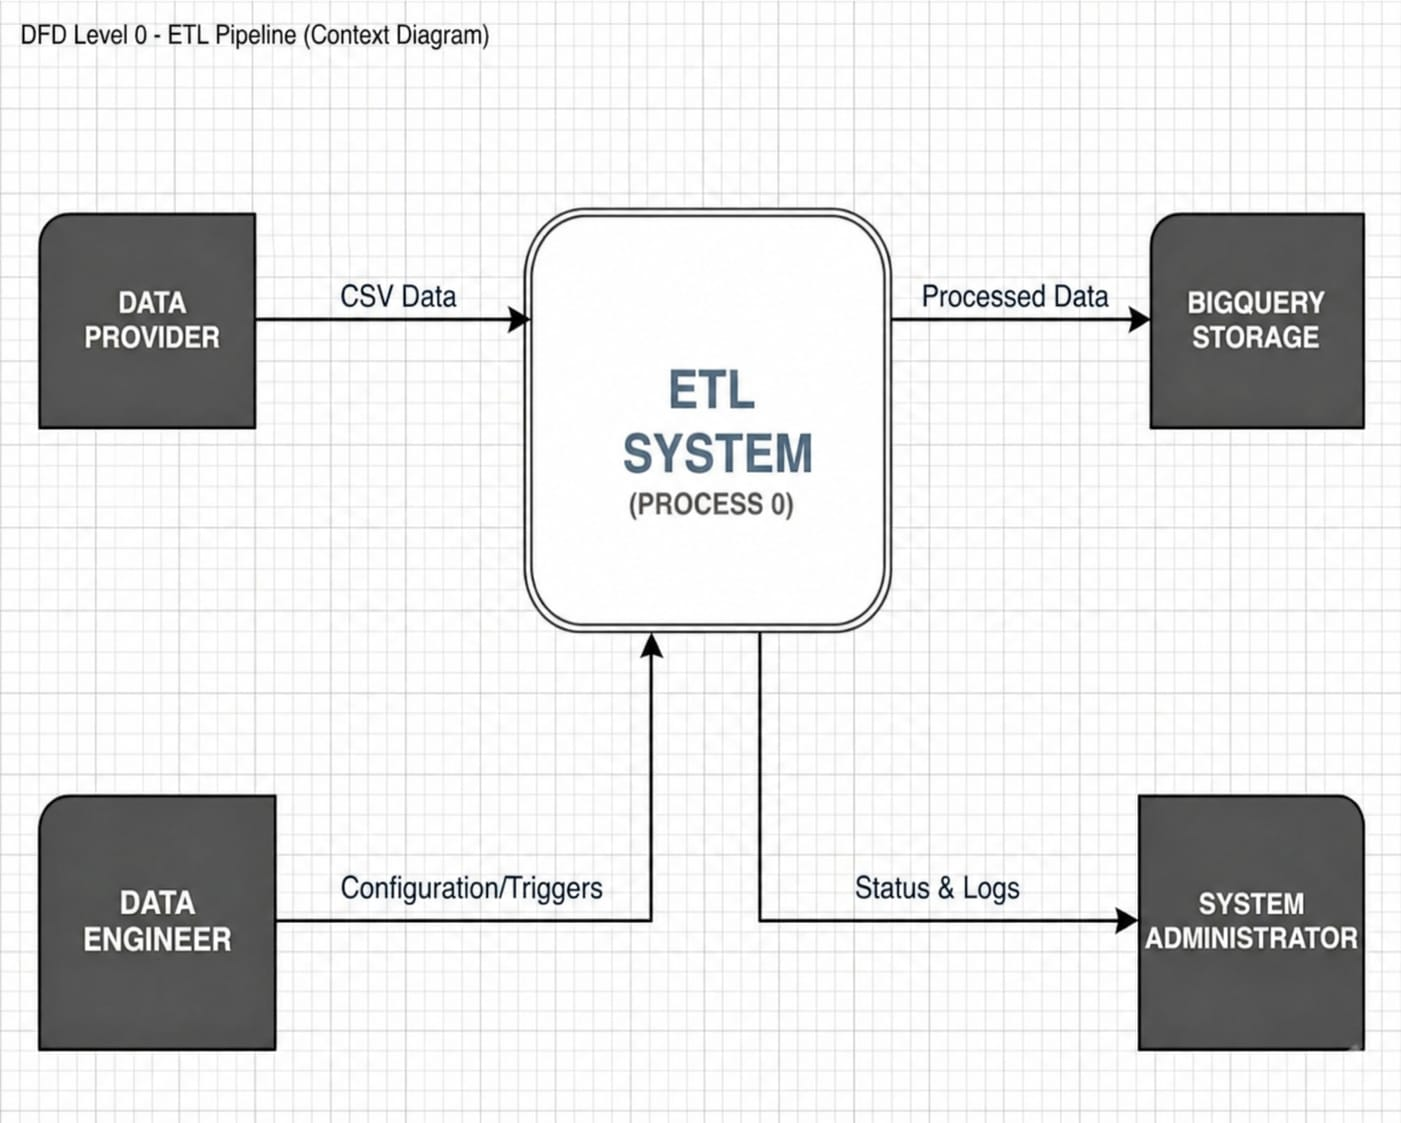 DFD Level 0 - ETL Pipeline (Context Diagram)
DATA
PROVIDER
CSV Data
ETL
SYSTEM
(PROCESS 0)
Processed Data
BIGQUERY
STORAGE
DATA
ENGINEER
Configuration/Triggers
Status & Logs
SYSTEM
ADMINISTRATOR